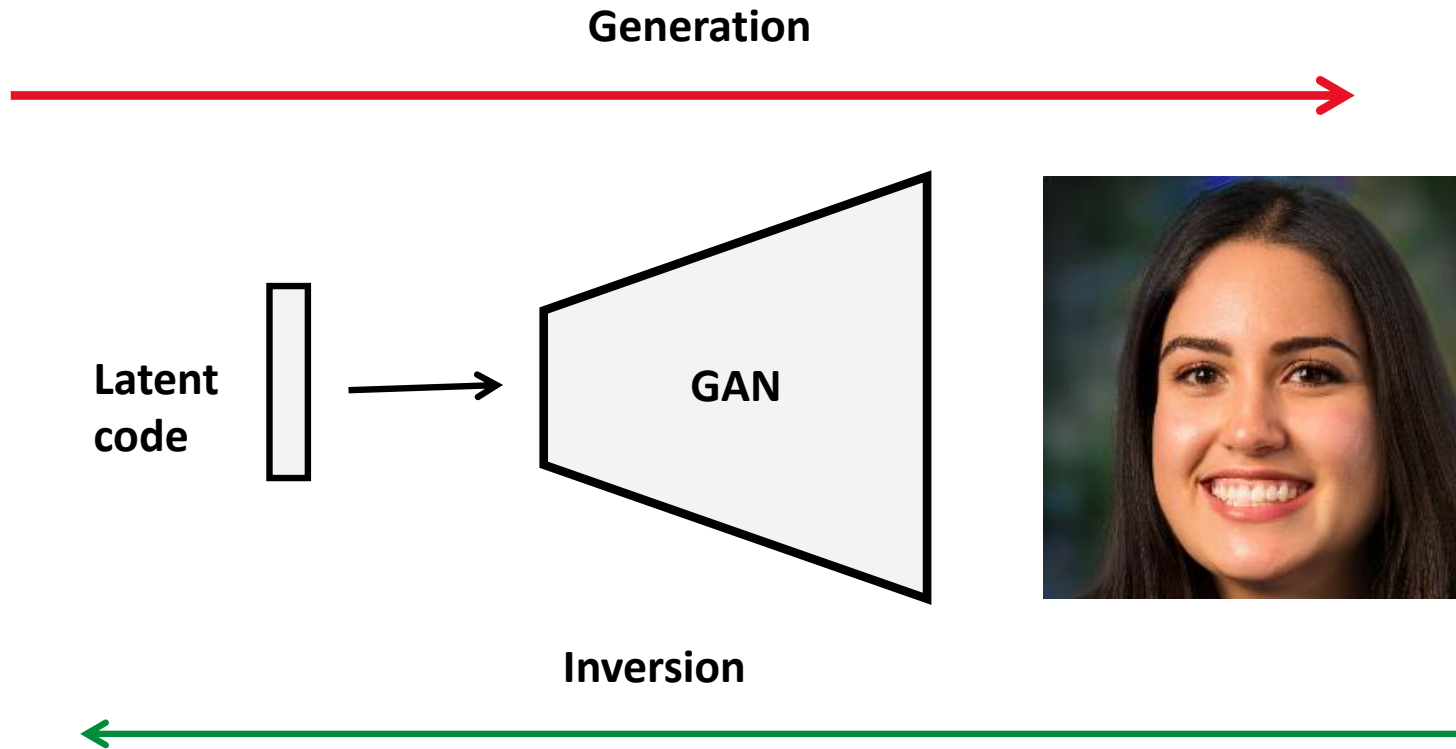 Generation
Latent
code
GAN
Inversion